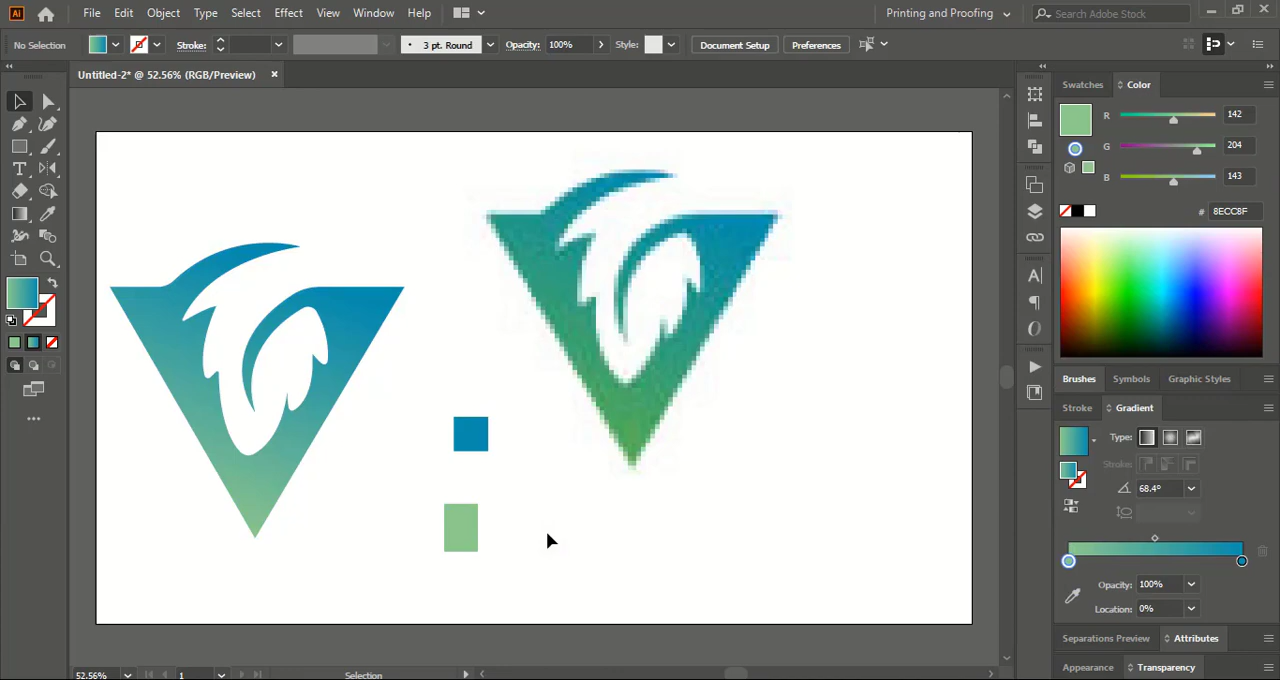 Ai File Edit Object Type Select Effect View Window Help Printing and Proofing Search Adobe Stock
No Selection Stroke: 3 pt. Round Opacity: 100% Style: Document Setup Preferences
Untitled-2* @ 52.56% (RGB/Preview)
Swatches Color
R 142
G 204
B 143
# 8ECC8F
Brushes Symbols Graphic Styles
Stroke Gradient
Type:
Stroke:
68.4°
Opacity: 100%
Location: 0%
Separations Preview Attributes
Appearance Transparency
52.56% 1 Selection